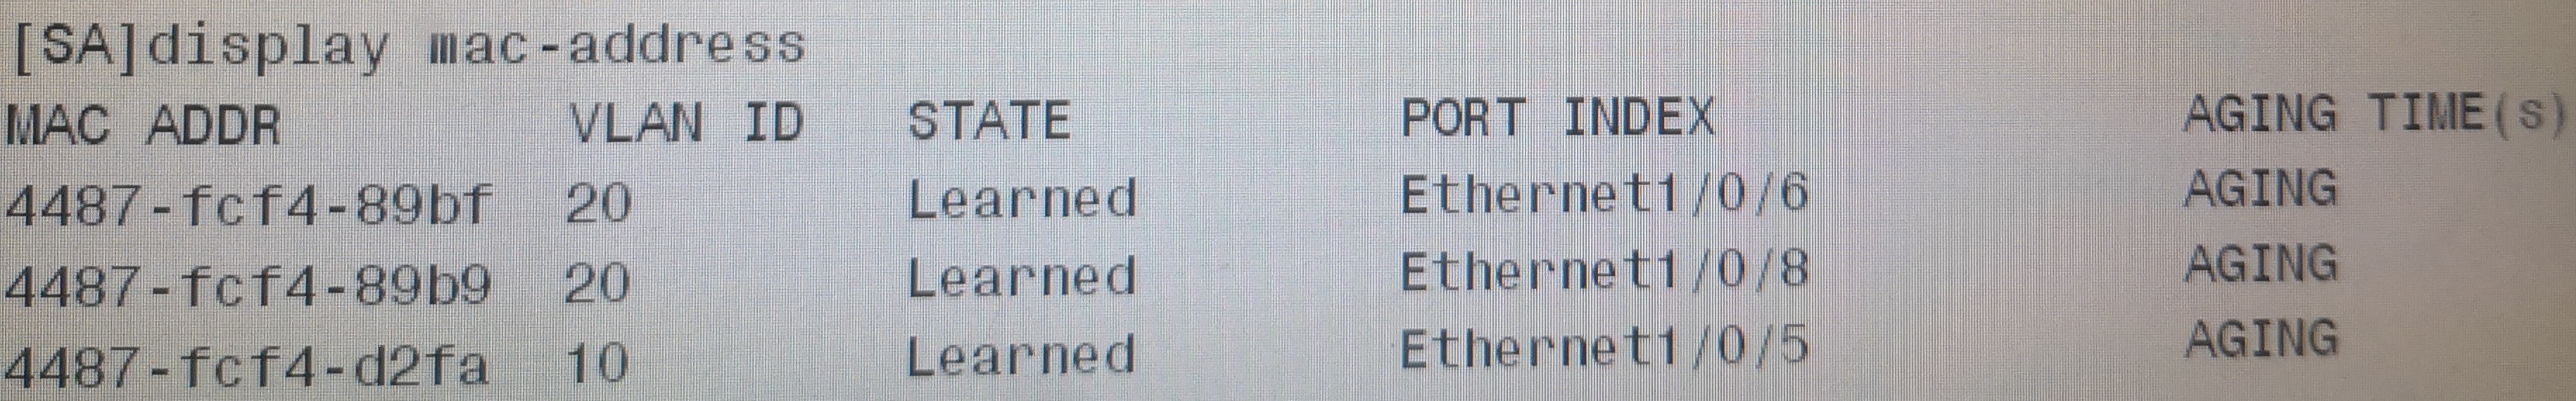 [SA]display mac-address
MAC ADDR VLAN ID STATE PORT INDEX AGING TIME(s)
4487-fcf4-89bf 20 Learned Ethernet1/0/6 AGING
4487-fcf4-89b9 20 Learned Ethernet1/0/8 AGING
4487-fcf4-d2fa 10 Learned Ethernet1/0/5 AGING